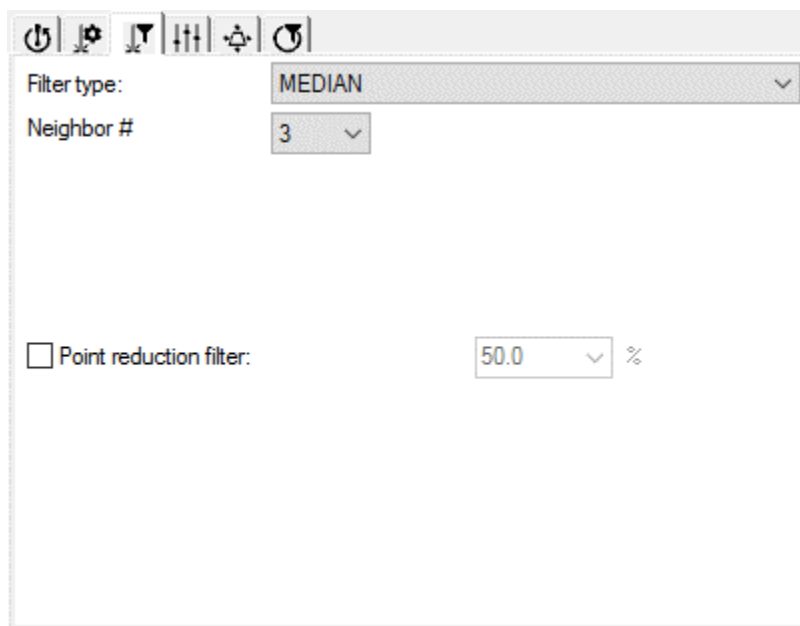 Filter type: MEDIAN
Neighbor # 3
Point reduction filter: 50.0 %